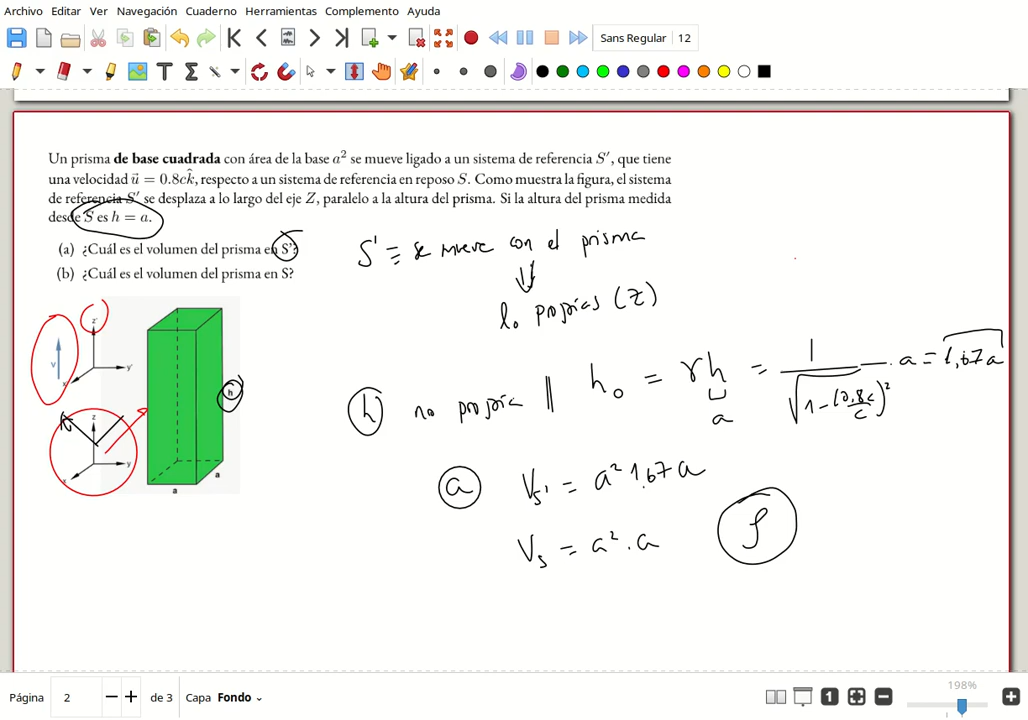 Archivo Editar Ver Navegación Cuaderno Herramientas Complemento Ayuda
Sans Regular 12
Un prisma de base cuadrada con área de la base a² se mueve ligado a un sistema de referencia S′, que tiene
una velocidad u⃗ = 0.8ck̂, respecto a un sistema de referencia en reposo S. Como muestra la figura, el sistema
de referencia S′ se desplaza a lo largo del eje Z, paralelo a la altura del prisma. Si la altura del prisma medida
desde S es h = a.
(a) ¿Cuál es el volumen del prisma en S'?
(b) ¿Cuál es el volumen del prisma en S?
S' ≡ se mueve con el prisma
⇓
l₀ propias (z)
z'
v
y'
x'
h
z
y
x
a
a
h no propia ∥ h₀ = γh = 1/√(1-(0,8c/c)²) . a = 1,67a
a
a V_S' = a² 1,67 a
V_S = a² . a
ρ
Página 2 de 3 Capa Fondo
1
198%